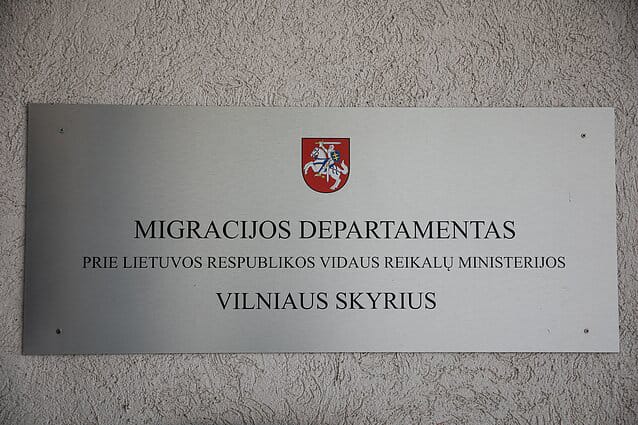 MIGRACIJOS DEPARTAMENTAS
PRIE LIETUVOS RESPUBLIKOS VIDAUS REIKALŲ MINISTERIJOS
VILNIAUS SKYRIUS